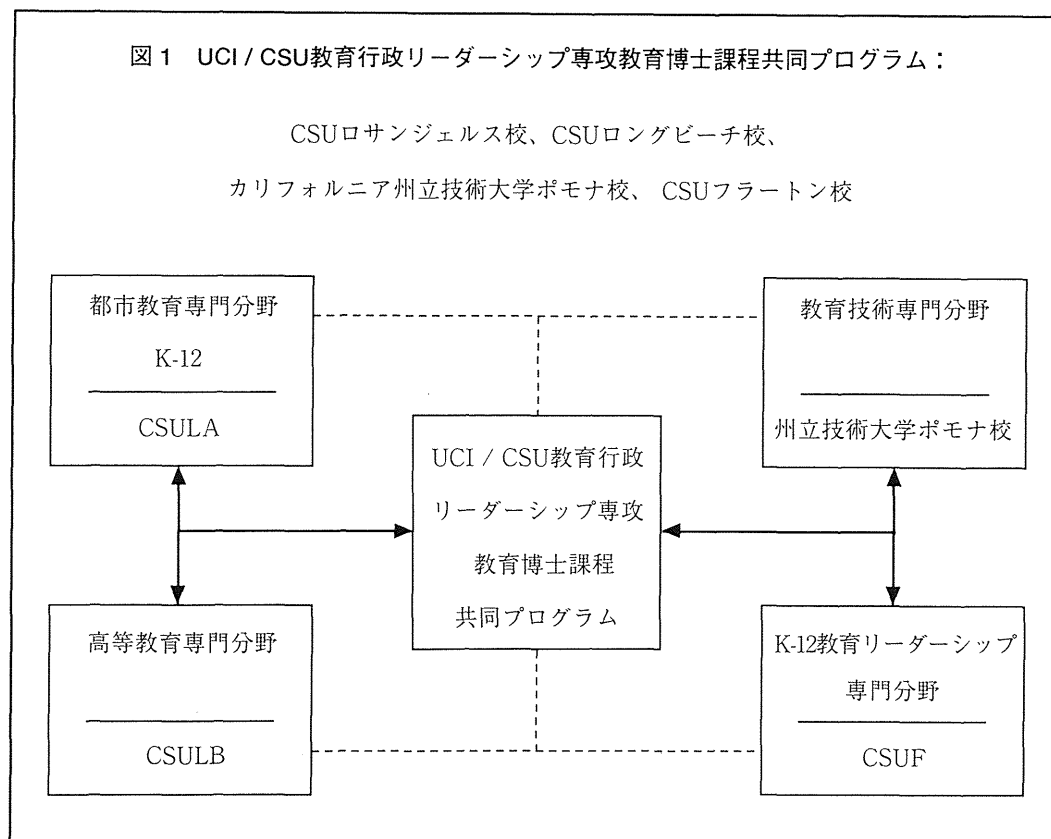 図1 UCI / CSU教育行政リーダーシップ専攻教育博士課程共同プログラム：
CSUロサンジェルス校、CSUロングビーチ校、
カリフォルニア州立技術大学ポモナ校、 CSUフラートン校
都市教育専門分野
K-12
CSULA
教育技術専門分野
州立技術大学ポモナ校
UCI / CSU教育行政
リーダーシップ専攻
教育博士課程
共同プログラム
高等教育専門分野
CSULB
K-12教育リーダーシップ
専門分野
CSUF